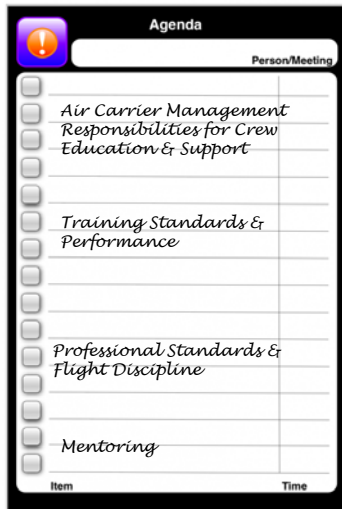 Agenda
Person/Meeting
Air Carrier Management
Responsibilities for Crew
Education & Support
Training Standards &
Performance
Professional Standards &
Flight Discipline
Mentoring
Item Time